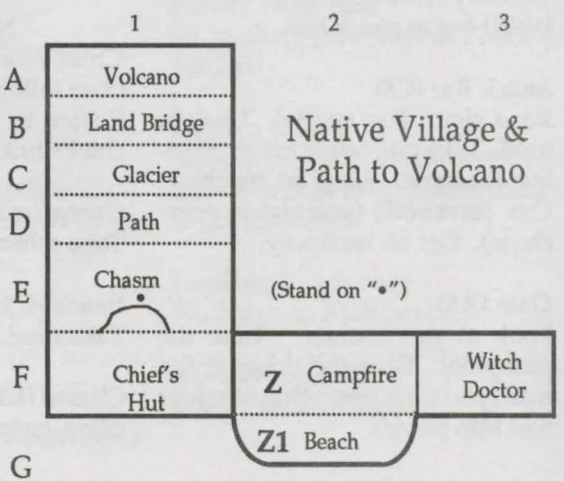 1 2 3
A Volcano
B Land Bridge
Native Village &
Path to Volcano
C Glacier
D Path
E Chasm
(Stand on “•”)
F Chief's
Hut
Z Campfire
Witch
Doctor
Z1 Beach
G